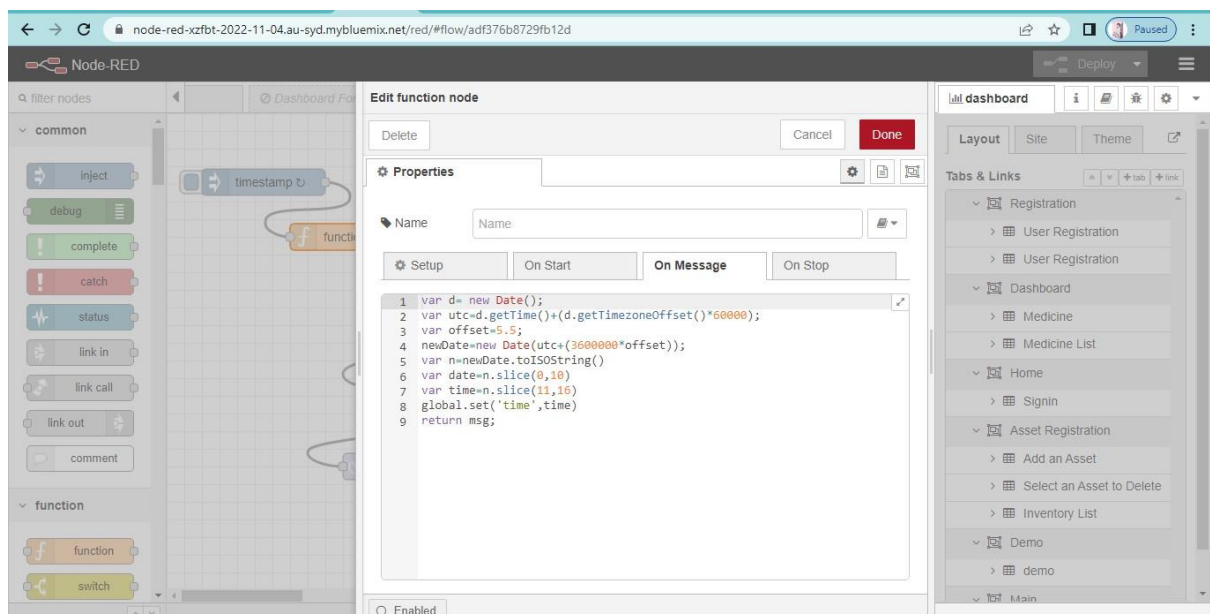 node-red-xzfbt-2022-11-04.au-syd.mybluemix.net/red/#flow/adf376b8729fb12d
Paused
Node-RED
Deploy
filter nodes
Dashboard For
common
inject
debug
complete
catch
status
link in
link call
link out
comment
function
function
switch
timestamp ↻
functi
Edit function node
Delete
Cancel
Done
Properties
Name
Name
Setup
On Start
On Message
On Stop
1 var d= new Date();
2 var utc=d.getTime()+(d.getTimezoneOffset()*60000);
3 var offset=5.5;
4 newDate=new Date(utc+(3600000*offset));
5 var n=newDate.toISOString()
6 var date=n.slice(0,10)
7 var time=n.slice(11,16)
8 global.set('time',time)
9 return msg;
Enabled
dashboard
i
Layout
Site
Theme
Tabs & Links
+tab
+link
Registration
User Registration
User Registration
Dashboard
Medicine
Medicine List
Home
Signin
Asset Registration
Add an Asset
Select an Asset to Delete
Inventory List
Demo
demo
Main